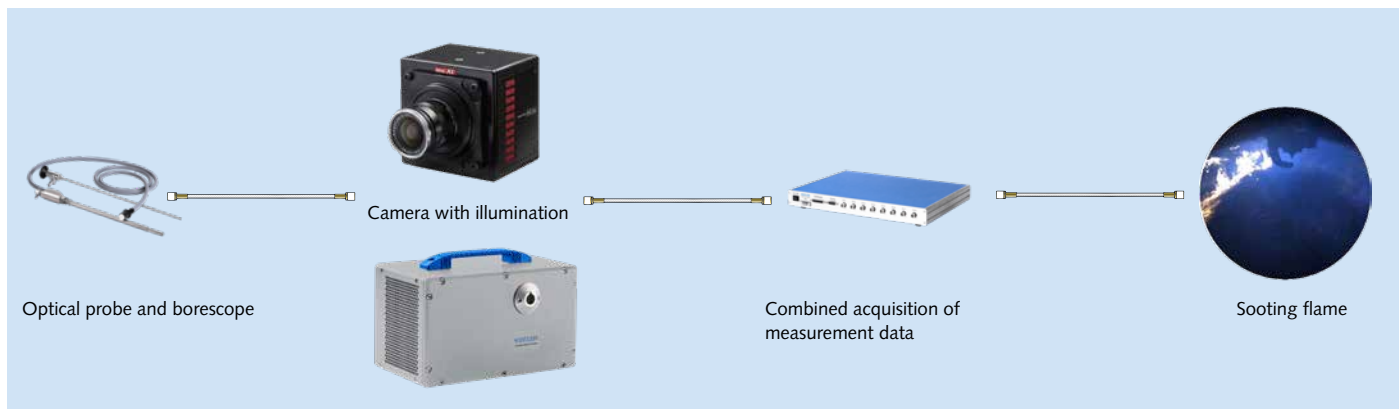 Optical probe and borescope
Camera with illumination
Combined acquisition of
measurement data
Sooting flame